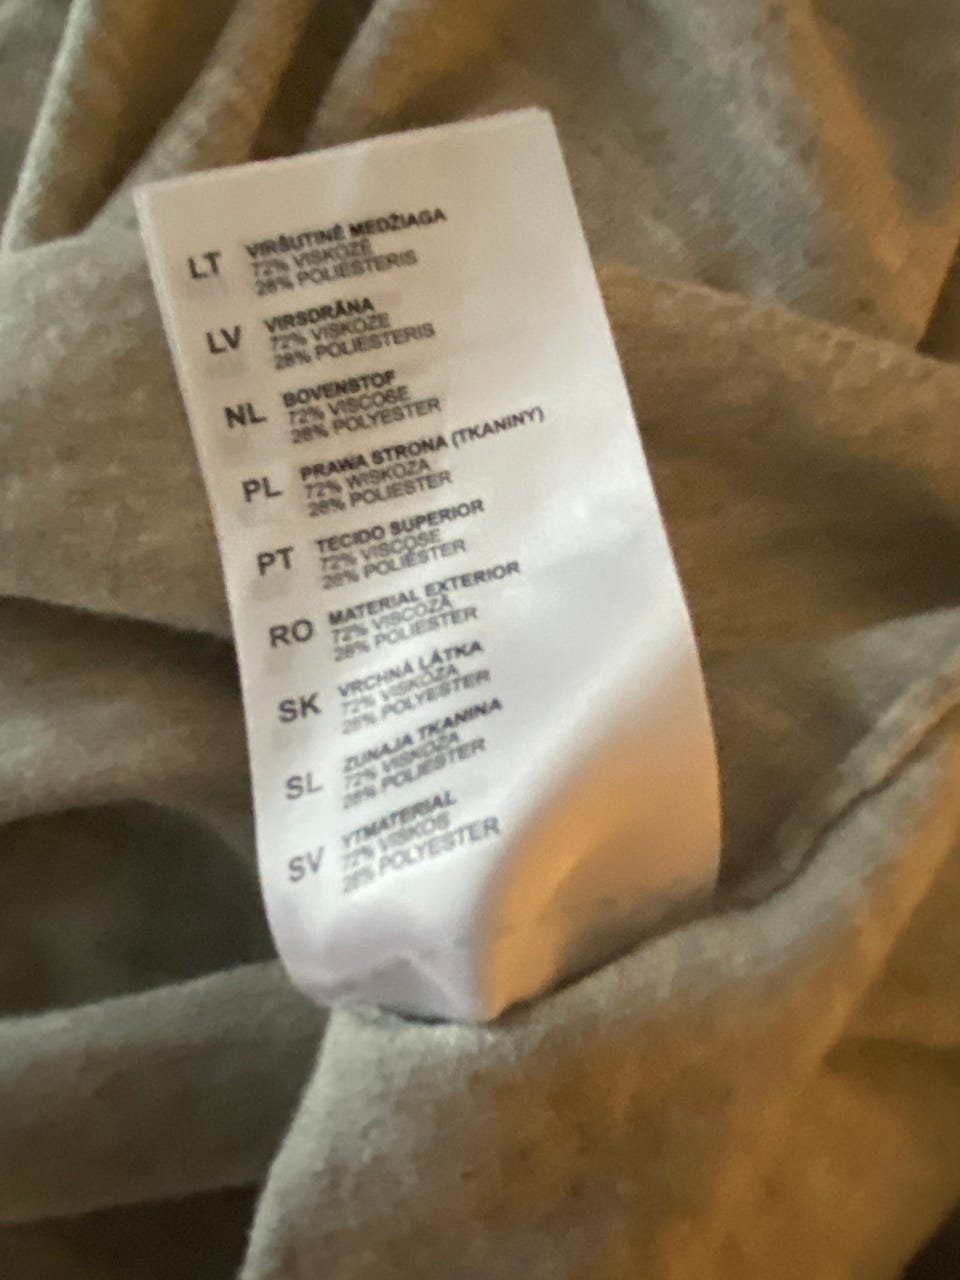 LT VIRŠUTINĖ MEDŽIAGA
72% VISKOZĖ
28% POLIESTERIS
LV VIRSDRĀNA
72% VISKOZE
28% POLIESTERIS
NL BOVENSTOF
72% VISCOSE
28% POLYESTER
PL PRAWA STRONA (TKANINY)
72% WISKOZA
28% POLIESTER
PT TECIDO SUPERIOR
72% VISCOSE
28% POLIÉSTER
RO MATERIAL EXTERIOR
72% VISCOZĂ
28% POLIESTER
SK VRCHNÁ LÁTKA
72% VISKÓZA
28% POLYESTER
SL ZUNAJA TKANINA
72% VISKOZA
28% POLIESTER
SV YTMATERIAL
72% VISKOS
28% POLYESTER